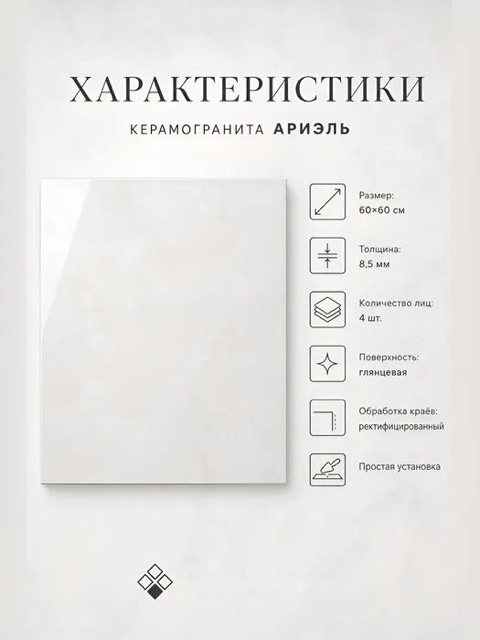 ХАРАКТЕРИСТИКИ
КЕРАМОГРАНИТА АРИЭЛЬ
Размер:
60×60 см
Толщина:
8,5 мм
Количество лиц:
4 шт.
Поверхность:
глянцевая
Обработка краёв:
ректифицированный
Простая установка